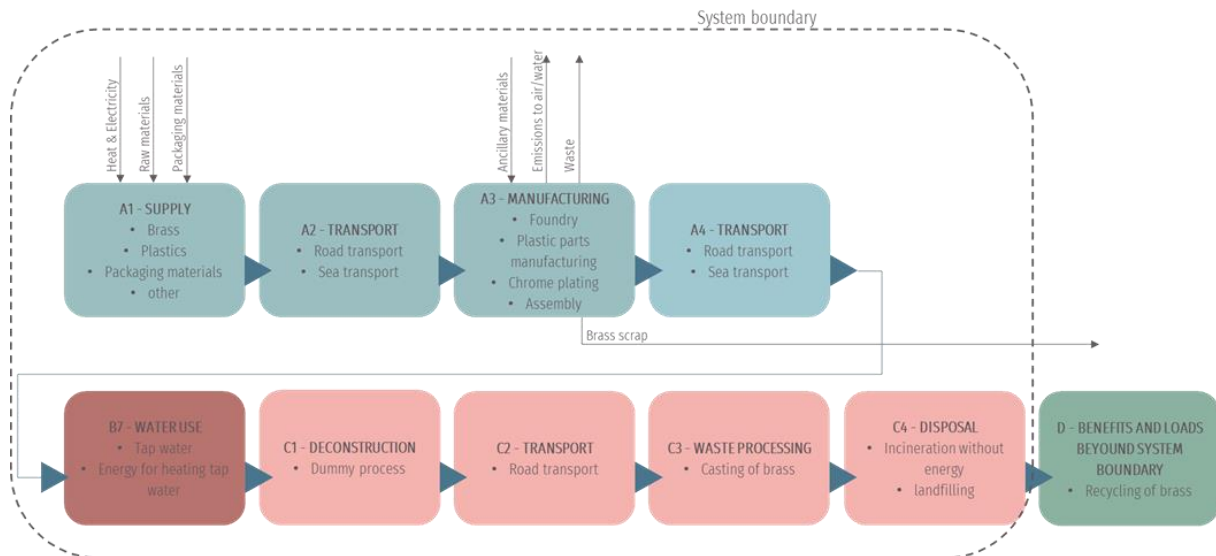 System boundary
Heat & Electricity
Raw materials
Packaging materials
Ancillary materials
Emissions to air/water
Waste
A1 - SUPPLY
• Brass
• Plastics
• Packaging materials
• other
A2 - TRANSPORT
• Road transport
• Sea transport
A3 - MANUFACTURING
• Foundry
• Plastic parts
manufacturing
• Chrome plating
• Assembly
A4 - TRANSPORT
• Road transport
• Sea transport
Brass scrap
B7 - WATER USE
• Tap water
• Energy for heating tap
water
C1 - DECONSTRUCTION
• Dummy process
C2 - TRANSPORT
• Road transport
C3 - WASTE PROCESSING
• Casting of brass
C4 - DISPOSAL
• Incineration without
energy
• landfilling
D - BENEFITS AND LOADS
BEYOUND SYSTEM
BOUNDARY
• Recycling of brass